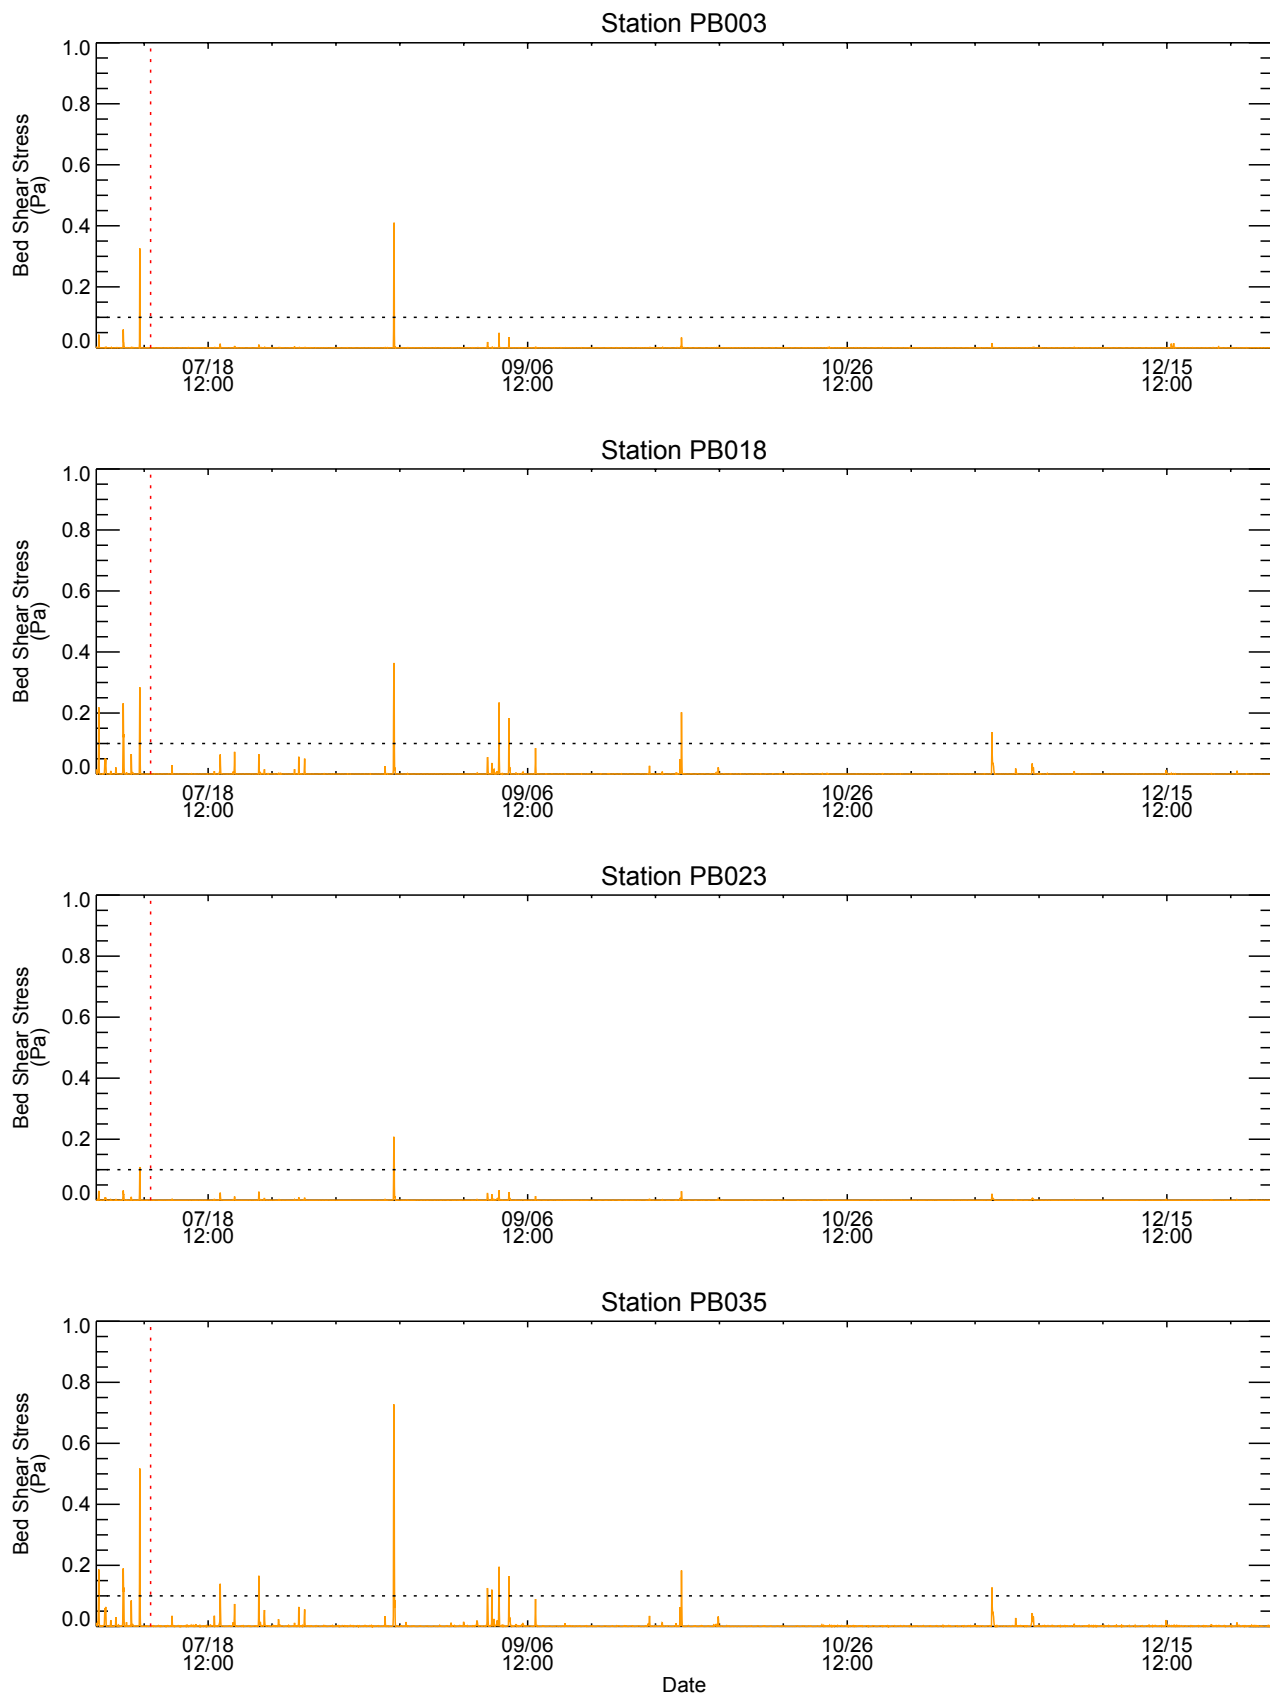 Station PB003
1.0
0.8
0.6
0.4
0.2
0.0
Bed Shear Stress
(Pa)
07/18 09/06 10/26 12/15
12:00 12:00 12:00 12:00
Station PB018
1.0
0.8
0.6
0.4
0.2
0.0
Bed Shear Stress
(Pa)
07/18 09/06 10/26 12/15
12:00 12:00 12:00 12:00
Station PB023
1.0
0.8
0.6
0.4
0.2
0.0
Bed Shear Stress
(Pa)
07/18 09/06 10/26 12/15
12:00 12:00 12:00 12:00
Station PB035
1.0
0.8
0.6
0.4
0.2
0.0
Bed Shear Stress
(Pa)
07/18 09/06 10/26 12/15
12:00 12:00 12:00 12:00
Date